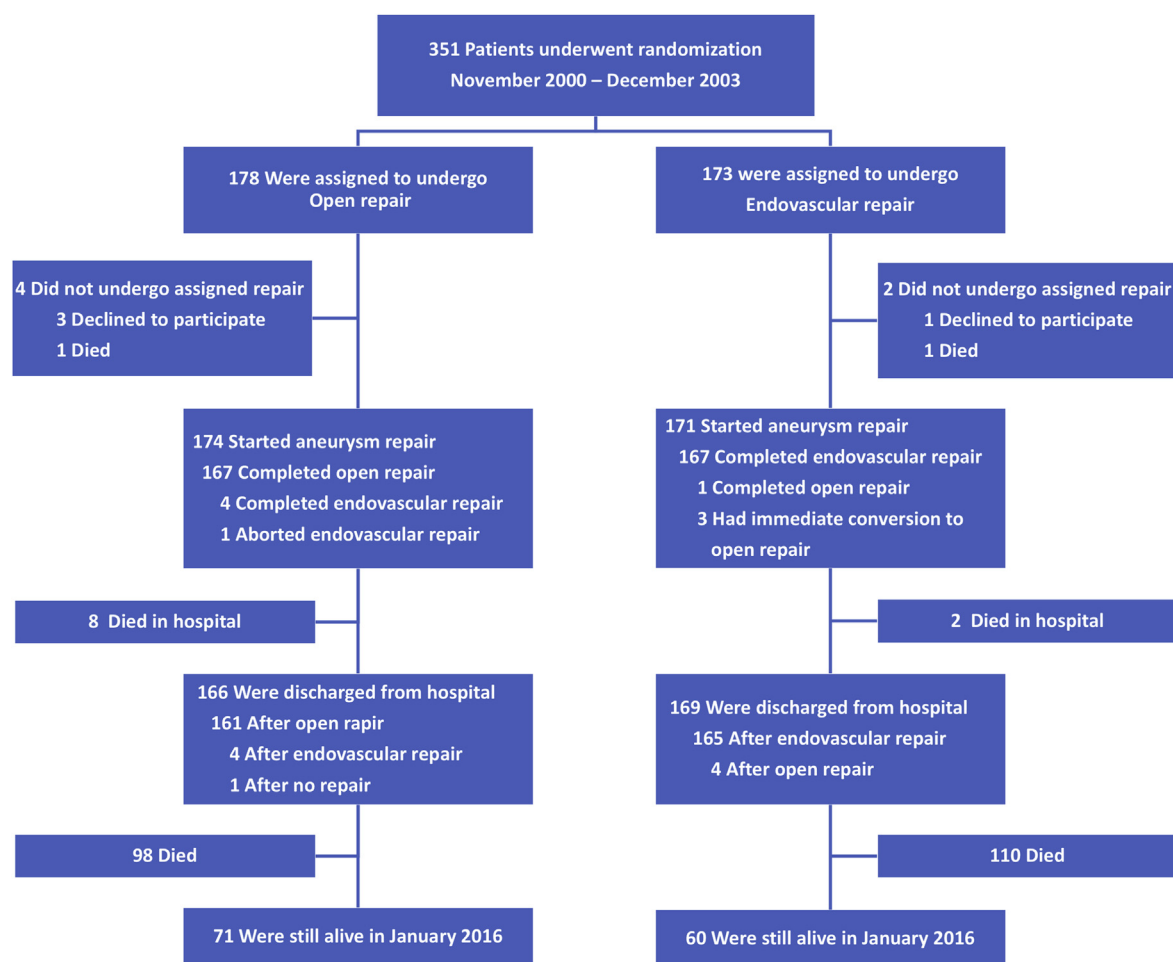 351 Patients underwent randomization
November 2000 – December 2003
178 Were assigned to undergo
Open repair
173 were assigned to undergo
Endovascular repair
4 Did not undergo assigned repair
3 Declined to participate
1 Died
2 Did not undergo assigned repair
1 Declined to participate
1 Died
174 Started aneurysm repair
167 Completed open repair
4 Completed endovascular repair
1 Aborted endovascular repair
171 Started aneurysm repair
167 Completed endovascular repair
1 Completed open repair
3 Had immediate conversion to
open repair
8 Died in hospital
2 Died in hospital
166 Were discharged from hospital
161 After open rapir
4 After endovascular repair
1 After no repair
169 Were discharged from hospital
165 After endovascular repair
4 After open repair
98 Died
110 Died
71 Were still alive in January 2016
60 Were still alive in January 2016